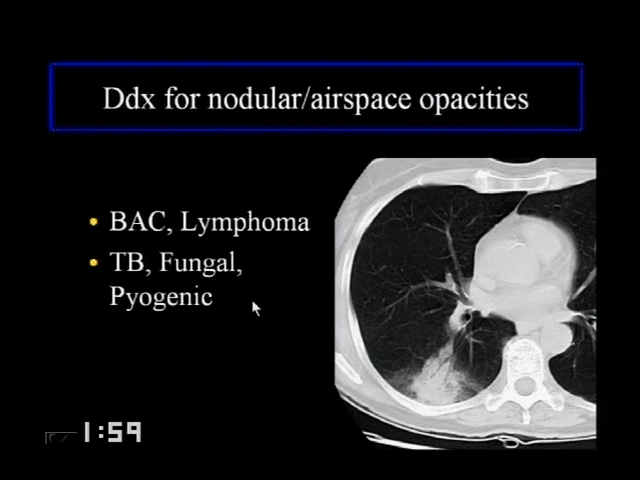 Ddx for nodular/airspace opacities
• BAC, Lymphoma
• TB, Fungal,
Pyogenic
1:59